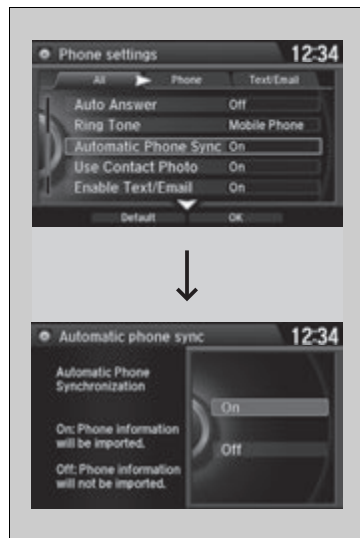 Phone settings 12:34
All Phone Text/Email
Auto Answer Off
Ring Tone Mobile Phone
Automatic Phone Sync On
Use Contact Photo On
Enable Text/Email On
Default OK
Automatic phone sync 12:34
Automatic Phone
Synchronization
On
On: Phone information
will be imported.
Off
Off: Phone information
will not be imported.